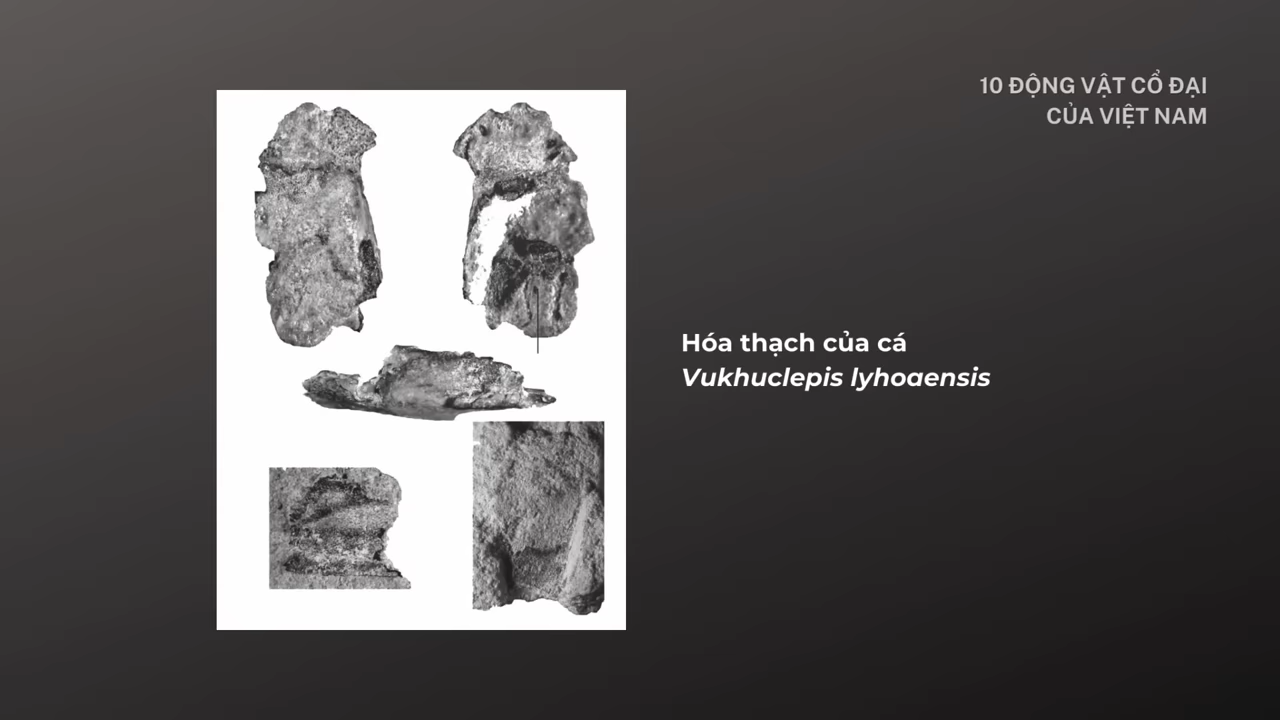 10 ĐỘNG VẬT CỔ ĐẠI
CỦA VIỆT NAM
Hóa thạch của cá
Vukhuclepis lyhoaensis